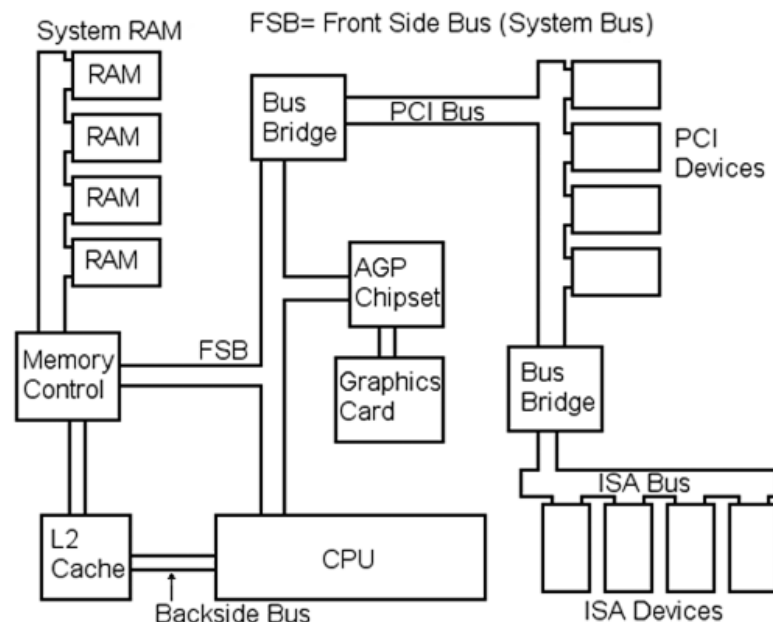 System RAM
FSB= Front Side Bus (System Bus)
RAM
RAM
RAM
RAM
Bus
Bridge
PCI Bus
PCI
Devices
AGP
Chipset
FSB
Memory
Control
Graphics
Card
Bus
Bridge
ISA Bus
L2
Cache
CPU
Backside Bus
ISA Devices